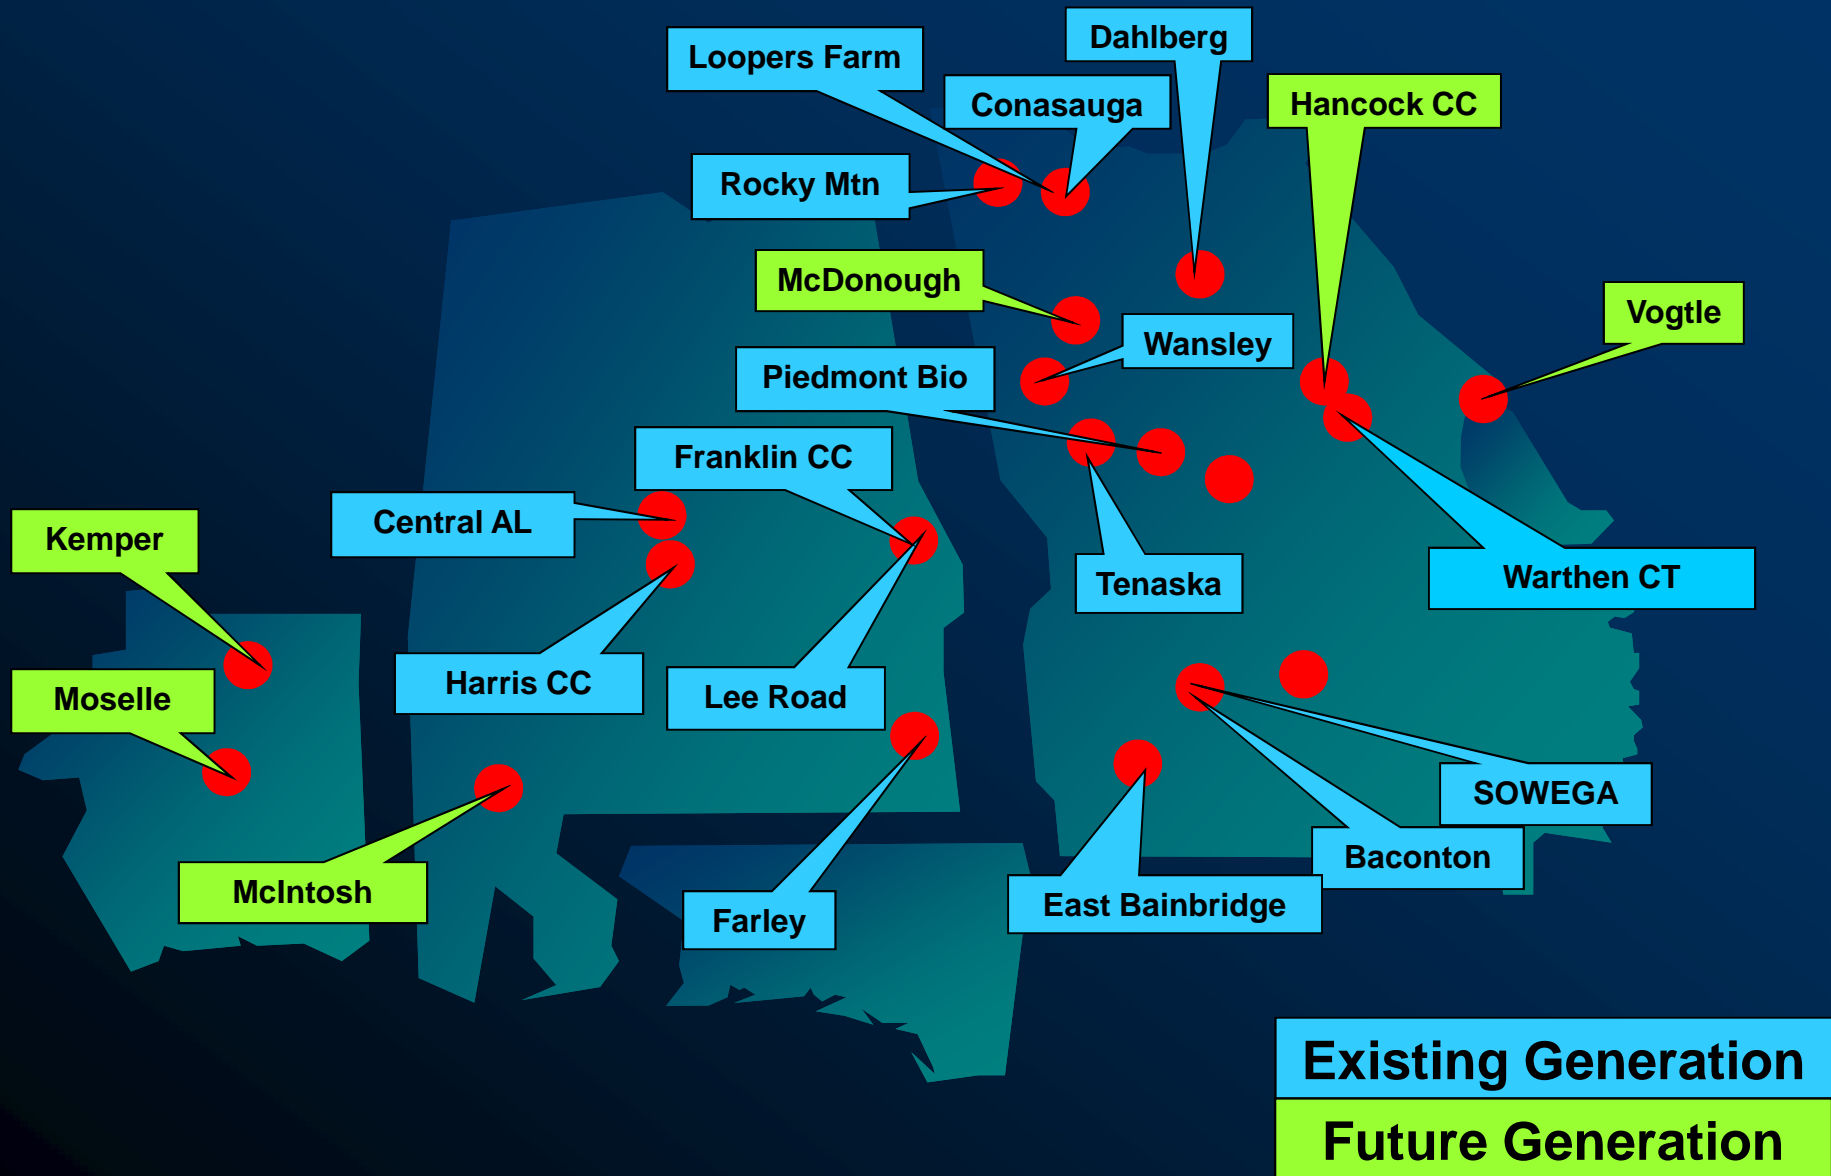 Dahlberg
Loopers Farm
Conasauga
Hancock CC
Rocky Mtn
McDonough
Vogtle
Wansley
Piedmont Bio
Franklin CC
Central AL
Kemper
Tenaska
Warthen CT
Harris CC
Lee Road
Moselle
SOWEGA
Baconton
McIntosh
East Bainbridge
Farley
Existing Generation
Future Generation